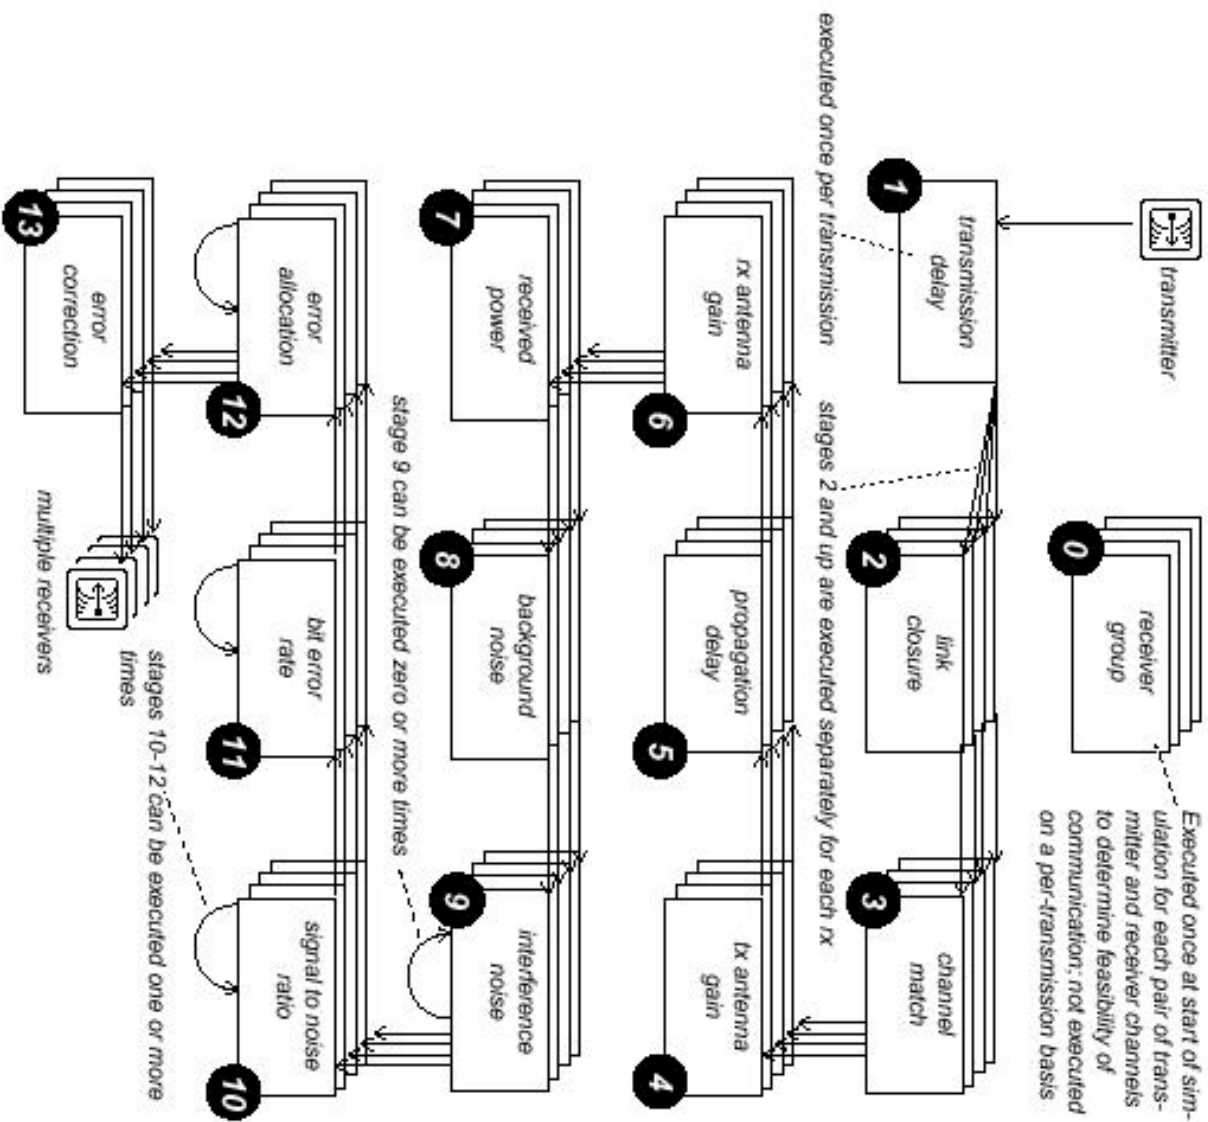 transmitter
0
receiver
group
Executed once at start of sim-
ulation for each pair of trans-
mitter and receiver channels
to determine feasibility of
communication; not executed
on a per-transmission basis
1
transmission
delay
2
link
closure
3
channel
match
executed once per transmission
stages 2 and up are executed separately for each rx
6
rx antenna
gain
5
propagation
delay
4
tx antenna
gain
7
received
power
8
background
noise
9
interference
noise
stage 9 can be executed zero or more times
12
error
allocation
11
bit error
rate
10
signal to noise
ratio
stages 10-12 can be executed one or more
times
13
error
correction
multiple receivers